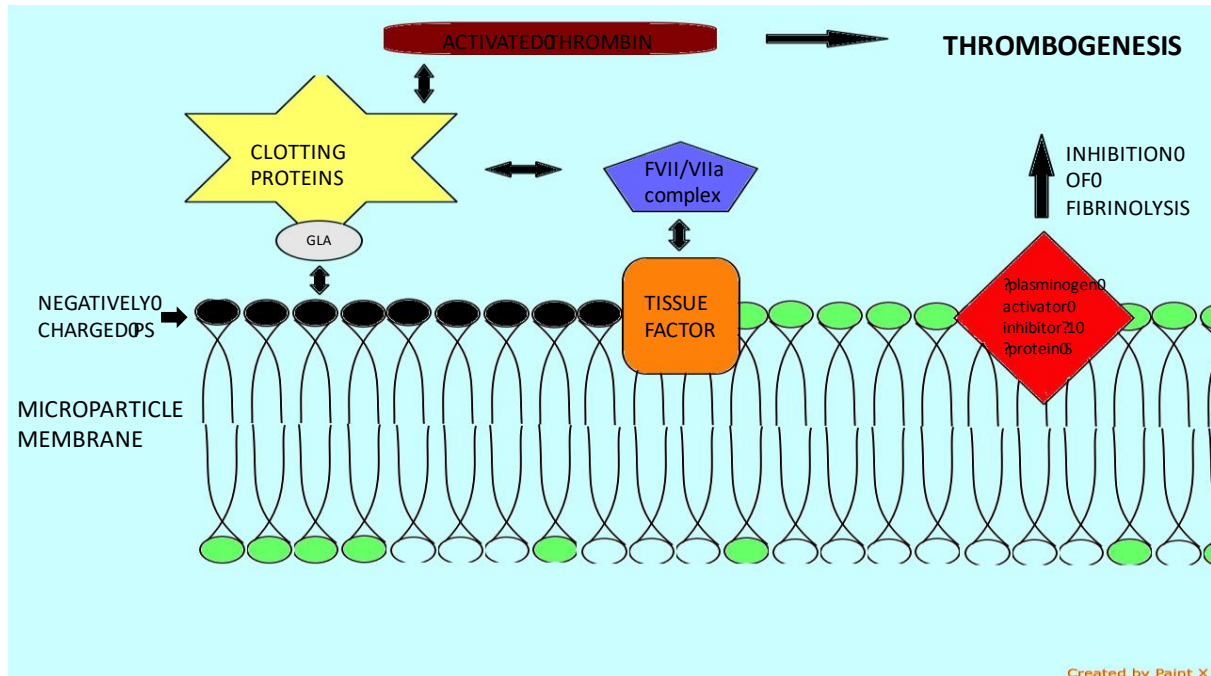 ACTIVATED0THROMBIN
THROMBOGENESIS
CLOTTING
PROTEINS
FVII/VIIa
complex
INHIBITION0
OF0
FIBRINOLYSIS
GLA
NEGATIVELY0
CHARGED0PS
TISSUE
FACTOR
?plasminogen0
activator0
inhibitor?10
?protein0S
MICROPARTICLE
MEMBRANE
Created by Paint X